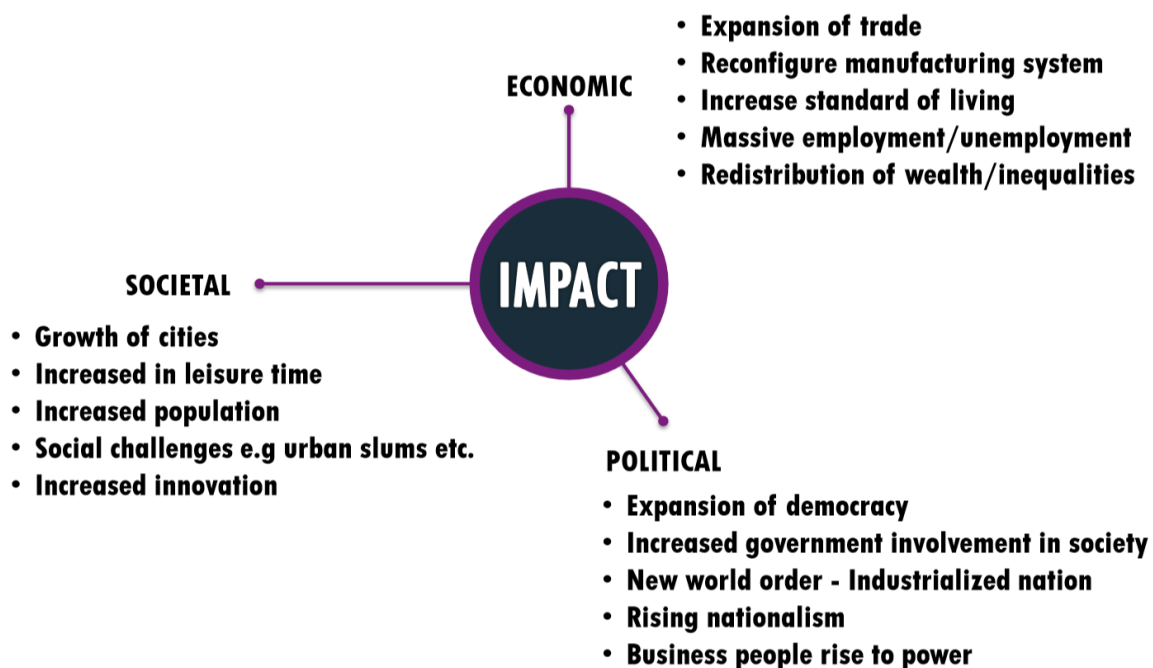 ECONOMIC
• Expansion of trade
• Reconfigure manufacturing system
• Increase standard of living
• Massive employment/unemployment
• Redistribution of wealth/inequalities
IMPACT
SOCIETAL
• Growth of cities
• Increased in leisure time
• Increased population
• Social challenges e.g urban slums etc.
• Increased innovation
POLITICAL
• Expansion of democracy
• Increased government involvement in society
• New world order - Industrialized nation
• Rising nationalism
• Business people rise to power